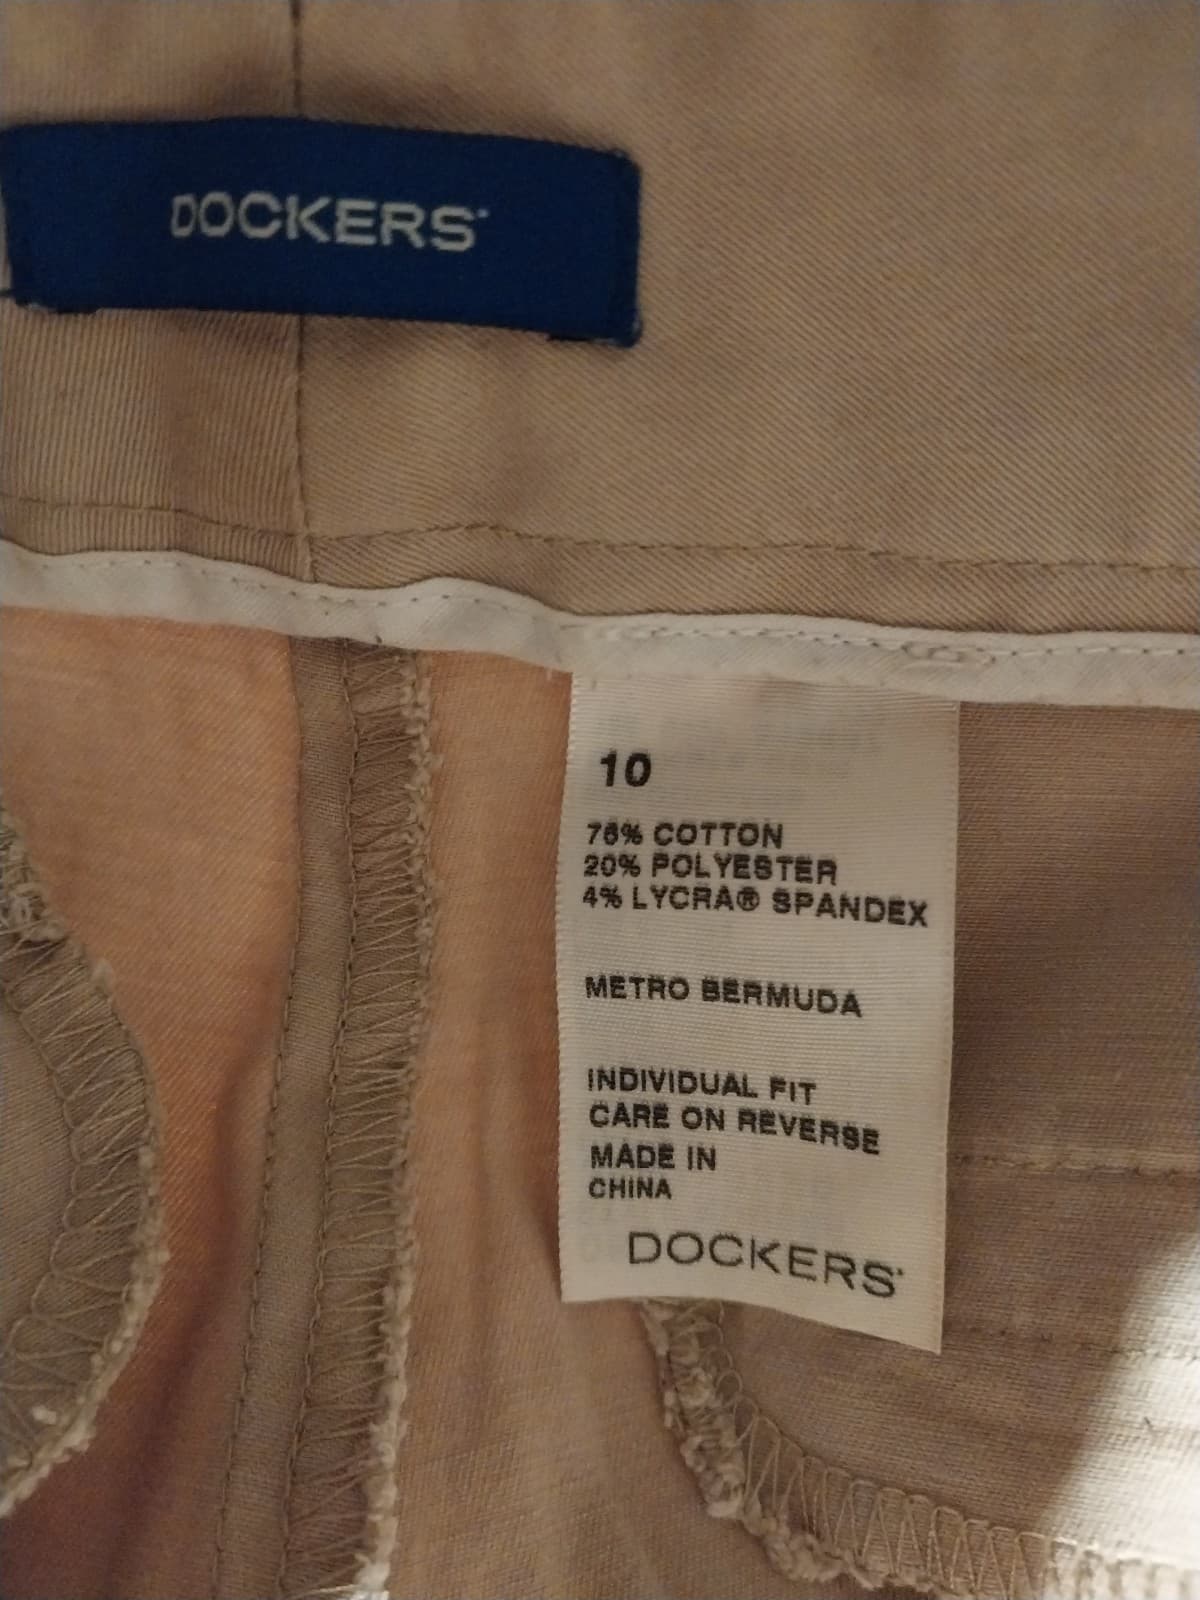 DOCKERS
10
76% COTTON
20% POLYESTER
4% LYCRA® SPANDEX
METRO BERMUDA
INDIVIDUAL FIT
CARE ON REVERSE
MADE IN
CHINA
DOCKERS